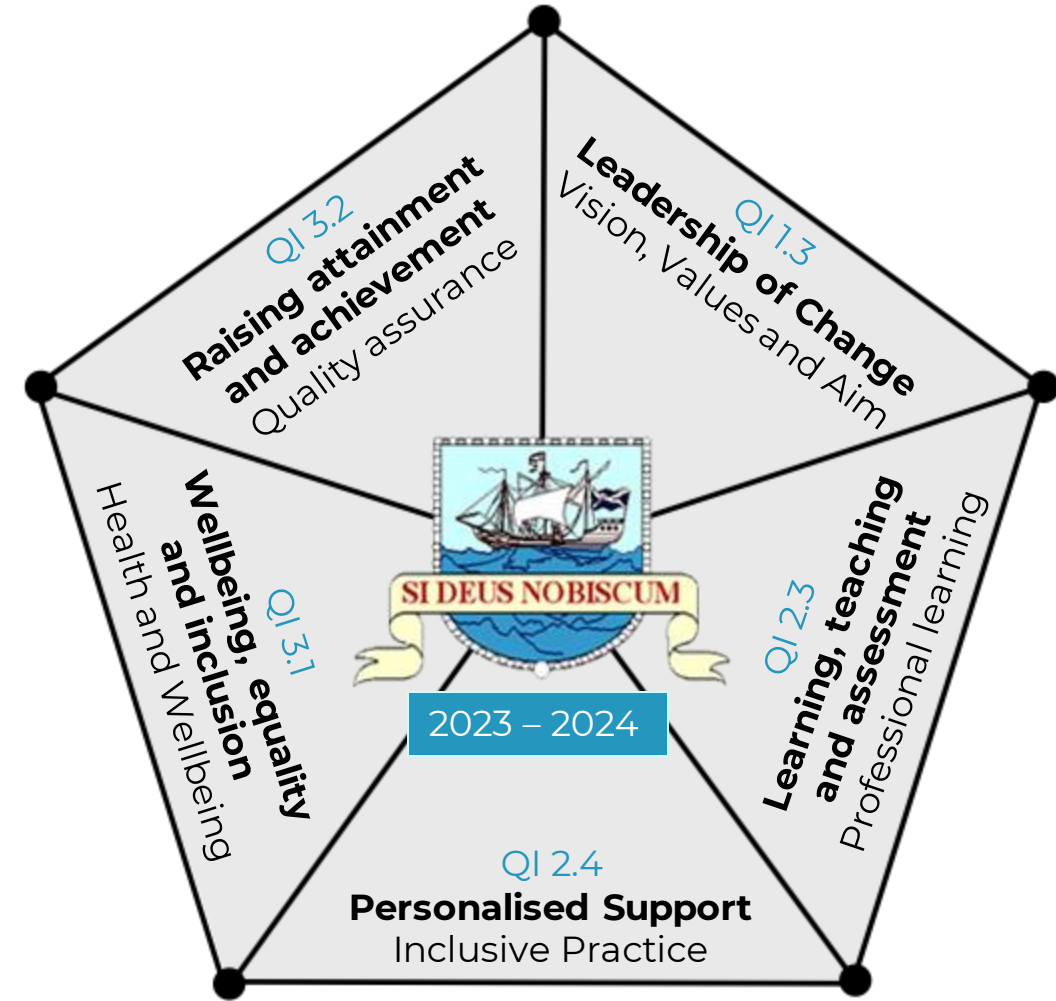 QI 3.2
Raising attainment
and achievement
Quality assurance
QI 1.3
Leadership of Change
Vision, Values and Aim
QI 3.1
Wellbeing, equality
and inclusion
Health and Wellbeing
SI DEUS NOBISCUM
2023 – 2024
QI 2.3
Learning, teaching
and assessment
Professional learning
QI 2.4
Personalised Support
Inclusive Practice